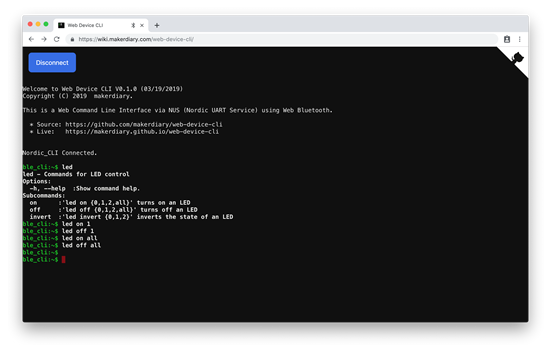 Web Device CLI
https://wiki.makerdiary.com/web-device-cli/
Disconnect
Welcome to Web Device CLI V0.1.0 (03/19/2019)
Copyright (C) 2019 makerdiary.
This is a Web Command Line Interface via NUS (Nordic UART Service) using Web Bluetooth.
* Source: https://github.com/makerdiary/web-device-cli
* Live: https://makerdiary.github.io/web-device-cli
Nordic_CLI Connected.
ble_cli:~$ led
led - Commands for LED control
Options:
-h, --help :Show command help.
Subcommands:
on :'led on {0,1,2,all}' turns on an LED
off :'led off {0,1,2,all}' turns off an LED
invert :'led invert {0,1,2}' inverts the state of an LED
ble_cli:~$ led on 1
ble_cli:~$ led off 1
ble_cli:~$ led on all
ble_cli:~$ led off all
ble_cli:~$
ble_cli:~$